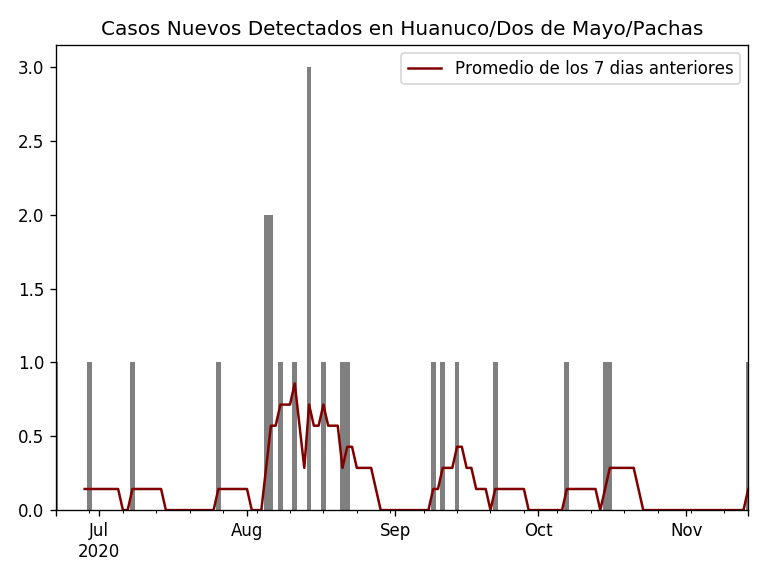 Casos Nuevos Detectados en Huanuco/Dos de Mayo/Pachas
Promedio de los 7 dias anteriores
3.0
2.5
2.0
1.5
1.0
0.5
0.0
Jul Aug Sep Oct Nov
2020